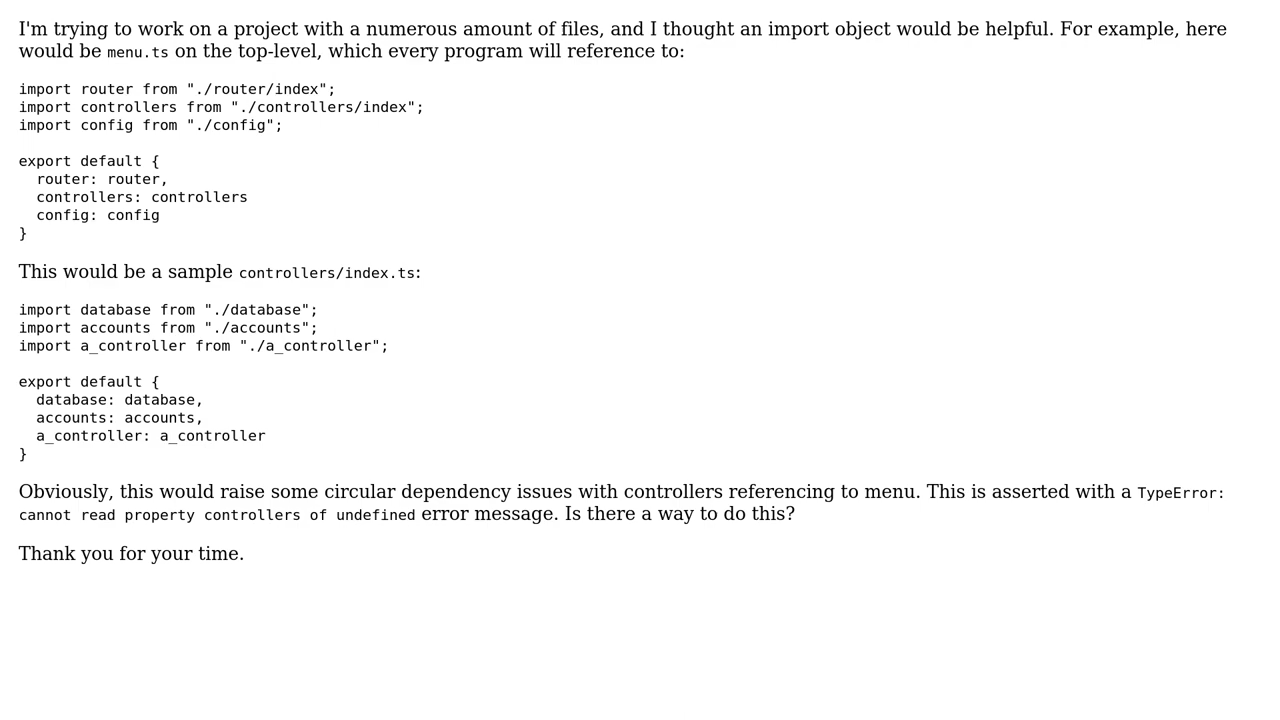 I'm trying to work on a project with a numerous amount of files, and I thought an import object would be helpful. For example, here
would be menu.ts on the top-level, which every program will reference to:
import router from "./router/index";
import controllers from "./controllers/index";
import config from "./config";
export default {
  router: router,
  controllers: controllers
  config: config
}
This would be a sample controllers/index.ts:
import database from "./database";
import accounts from "./accounts";
import a_controller from "./a_controller";
export default {
  database: database,
  accounts: accounts,
  a_controller: a_controller
}
Obviously, this would raise some circular dependency issues with controllers referencing to menu. This is asserted with a TypeError:
cannot read property controllers of undefined error message. Is there a way to do this?
Thank you for your time.